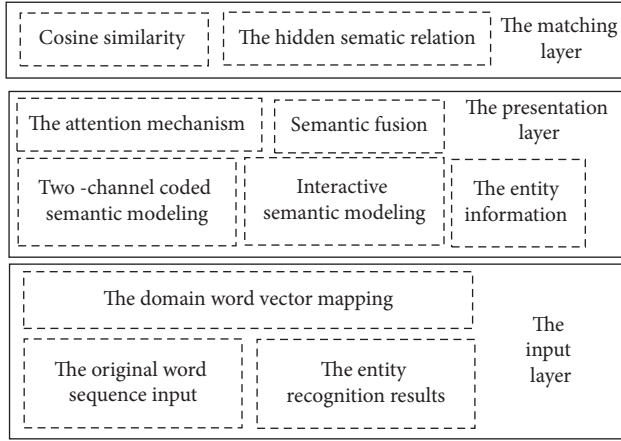 Cosine similarity
The hidden sematic relation
The matching
layer
The attention mechanism
Semantic fusion
The presentation
layer
Two -channel coded
semantic modeling
Interactive
semantic modeling
The entity
information
The domain word vector mapping
The original word
sequence input
The entity
recognition results
The
input
layer